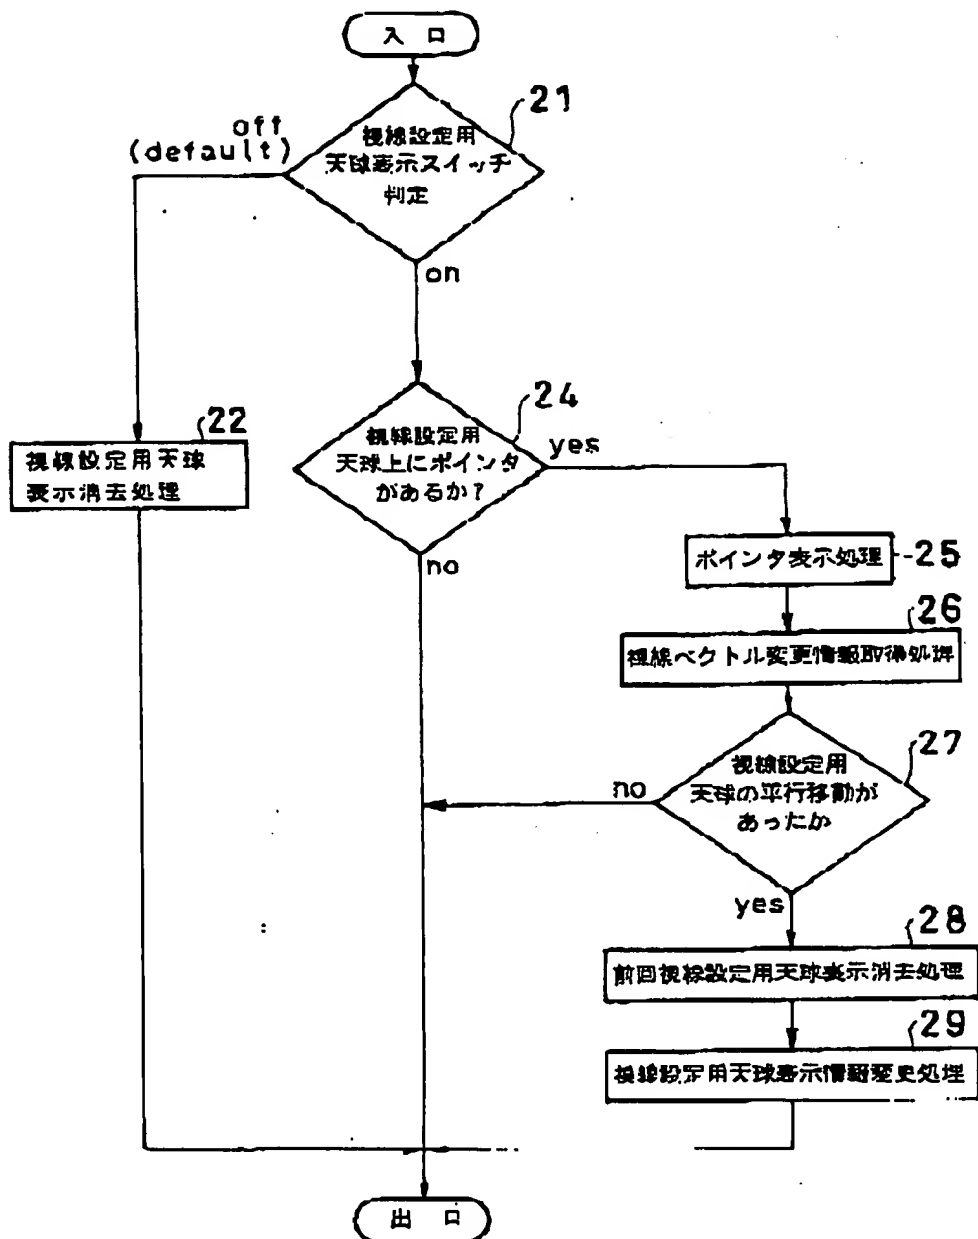 入口
21
視線設定用
天球表示スイッチ
判定
off
(default)
on
22
視線設定用天球
表示消去処理
24
視線設定用
天球上にポインタ
があるか?
yes
no
ポインタ表示処理
25
26
視線ベクトル変更情報取得処理
27
視線設定用
天球の平行移動が
あったか
no
yes
28
前回視線設定用天球表示消去処理
29
視線設定用天球表示情報変更処理
出口